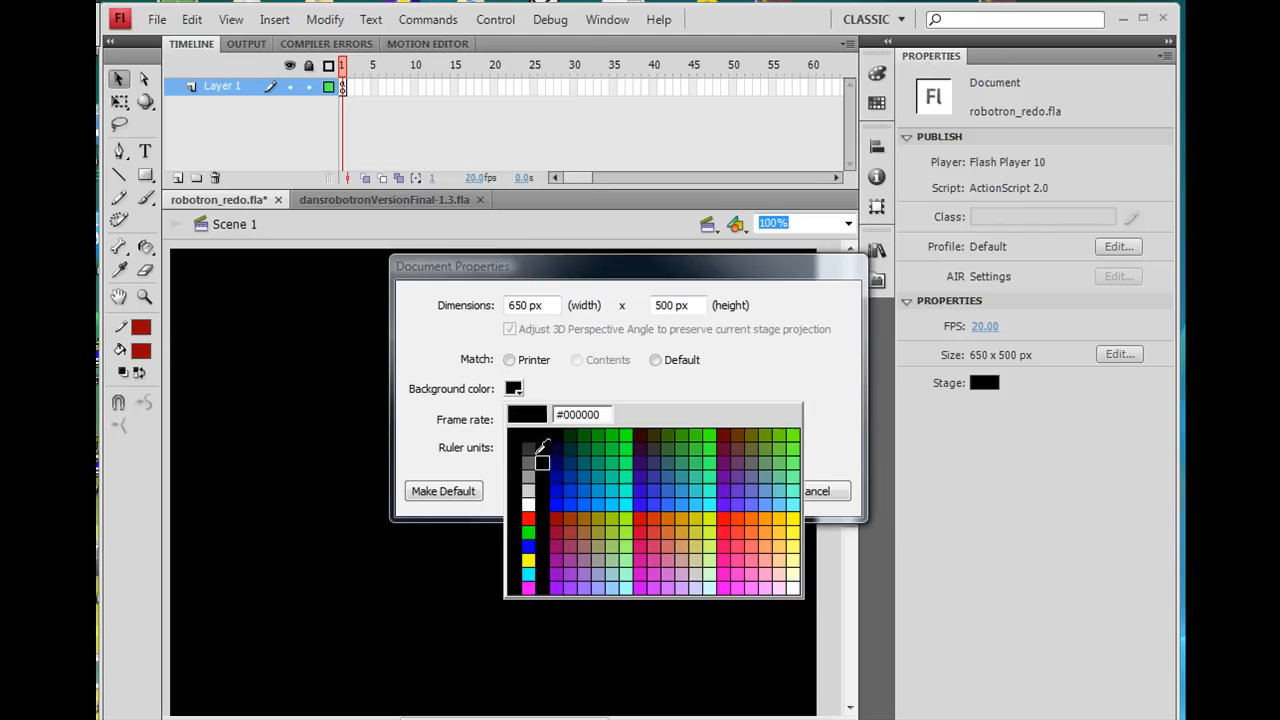 Fl File Edit View Insert Modify Text Commands Control Debug Window Help CLASSIC
TIMELINE OUTPUT COMPILER ERRORS MOTION EDITOR
PROPERTIES
1 5 10 15 20 25 30 35 40 45 50 55 60
Layer 1
Fl
Document
robotron_redo.fla
PUBLISH
Player: Flash Player 10
1 20.0fps 0.0s
Script: ActionScript 2.0
robotron_redo.fla* dansrobotronVersionFinal-1.3.fla
Class:
Scene 1
100%
Profile: Default Edit...
AIR Settings Edit...
PROPERTIES
FPS: 20.00
Size: 650 x 500 px Edit...
Stage:
Document Properties
Dimensions: 650 px (width) x 500 px (height)
Adjust 3D Perspective Angle to preserve current stage projection
Match: Printer Contents Default
Background color:
#000000
Frame rate:
Ruler units:
Make Default
ancel